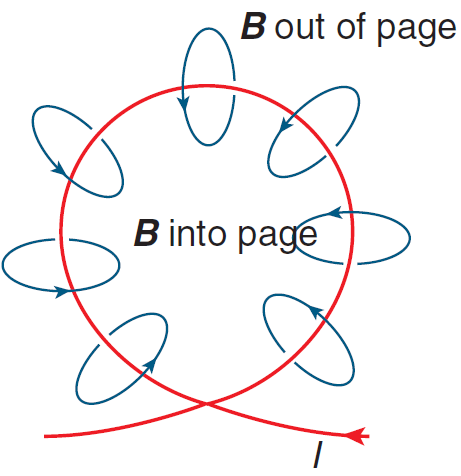 B out of page
B into page
I